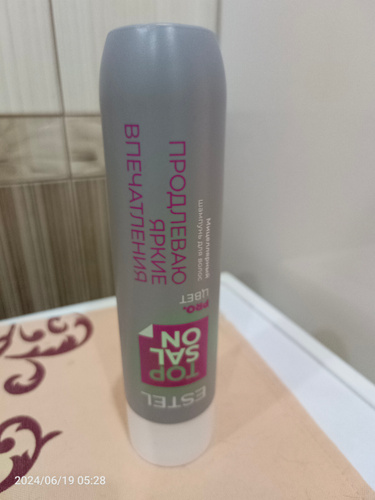 ESTEL
TOP
SAL
ON
PRO.
ЦВЕТ
Мицеллярный
шампунь для волос
ПРОДЛЕВАЮ
ЯРКИЕ
ВПЕЧАТЛЕНИЯ
2024/06/19 05:28